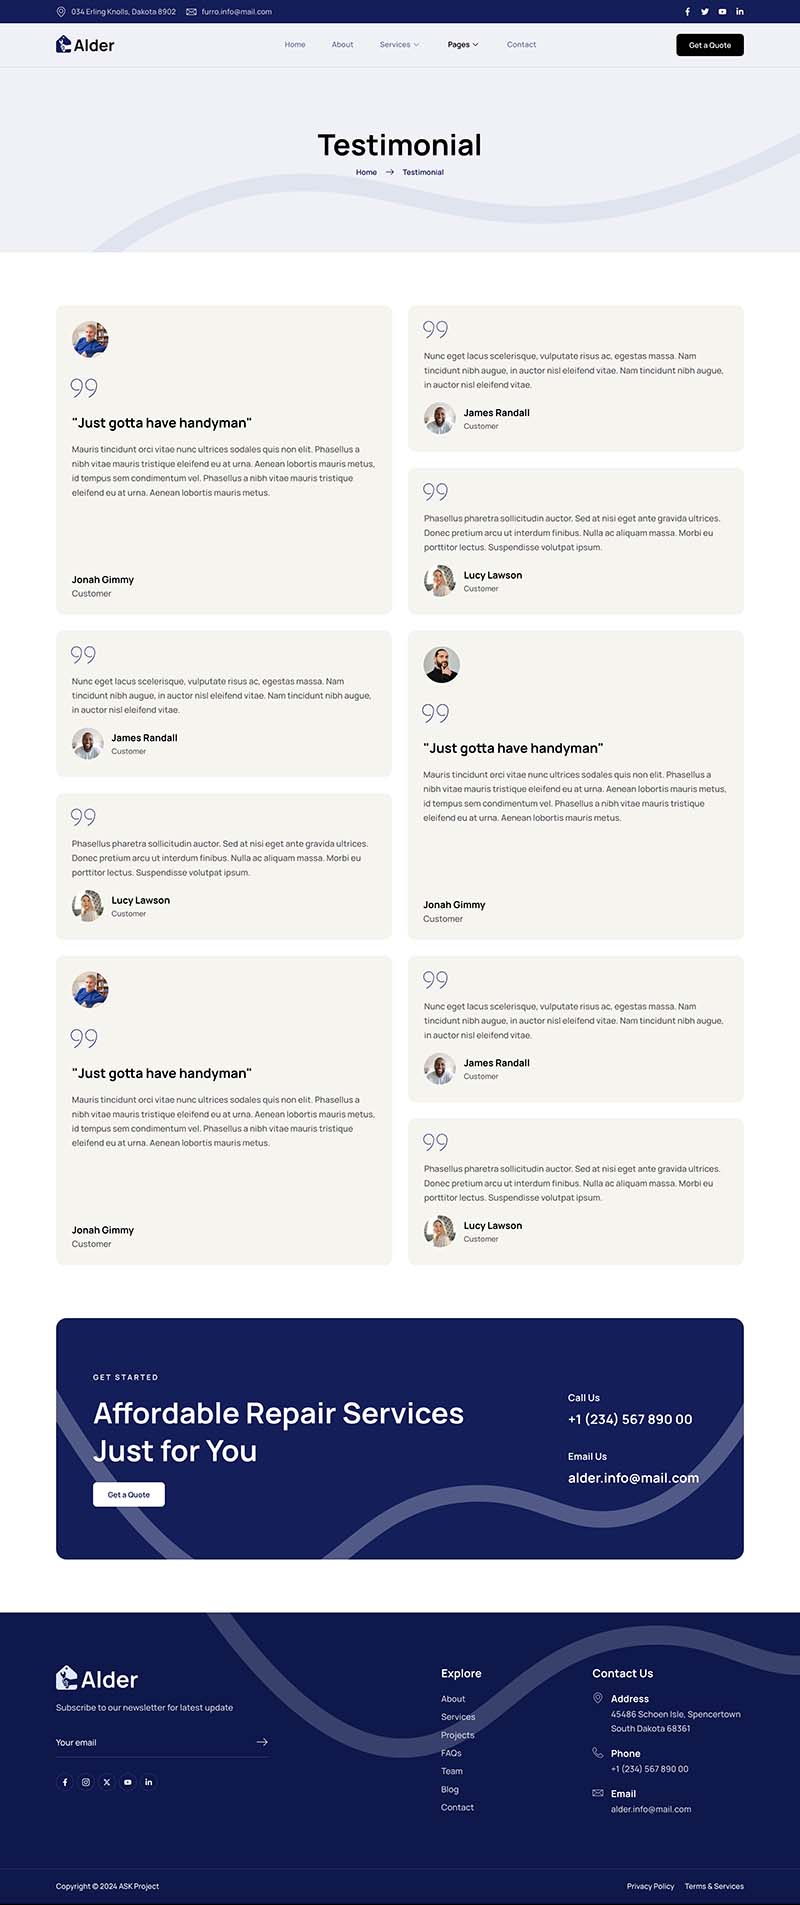 034 Erling Knolls, Dakota 8902 furro.info@mail.com
Alder
Home About Services Pages Contact
Get a Quote
Testimonial
Home Testimonial
"Just gotta have handyman"
Mauris tincidunt orci vitae nunc ultrices sodales quis non elit. Phasellus a
nibh vitae mauris tristique eleifend eu at urna. Aenean lobortis mauris metus,
id tempus sem condimentum vel. Phasellus a nibh vitae mauris tristique
eleifend eu at urna. Aenean lobortis mauris metus.
Jonah Gimmy
Customer
Nunc eget lacus scelerisque, vulputate risus ac, egestas massa. Nam
tincidunt nibh augue, in auctor nisl eleifend vitae. Nam tincidunt nibh augue,
in auctor nisl eleifend vitae.
James Randall
Customer
Phasellus pharetra sollicitudin auctor. Sed at nisi eget ante gravida ultrices.
Donec pretium arcu ut interdum finibus. Nulla ac aliquam massa. Morbi eu
porttitor lectus. Suspendisse volutpat ipsum.
Lucy Lawson
Customer
Nunc eget lacus scelerisque, vulputate risus ac, egestas massa. Nam
tincidunt nibh augue, in auctor nisl eleifend vitae. Nam tincidunt nibh augue,
in auctor nisl eleifend vitae.
James Randall
Customer
Phasellus pharetra sollicitudin auctor. Sed at nisi eget ante gravida ultrices.
Donec pretium arcu ut interdum finibus. Nulla ac aliquam massa. Morbi eu
porttitor lectus. Suspendisse volutpat ipsum.
Lucy Lawson
Customer
"Just gotta have handyman"
Mauris tincidunt orci vitae nunc ultrices sodales quis non elit. Phasellus a
nibh vitae mauris tristique eleifend eu at urna. Aenean lobortis mauris metus,
id tempus sem condimentum vel. Phasellus a nibh vitae mauris tristique
eleifend eu at urna. Aenean lobortis mauris metus.
Jonah Gimmy
Customer
"Just gotta have handyman"
Mauris tincidunt orci vitae nunc ultrices sodales quis non elit. Phasellus a
nibh vitae mauris tristique eleifend eu at urna. Aenean lobortis mauris metus,
id tempus sem condimentum vel. Phasellus a nibh vitae mauris tristique
eleifend eu at urna. Aenean lobortis mauris metus.
Jonah Gimmy
Customer
Nunc eget lacus scelerisque, vulputate risus ac, egestas massa. Nam
tincidunt nibh augue, in auctor nisl eleifend vitae. Nam tincidunt nibh augue,
in auctor nisl eleifend vitae.
James Randall
Customer
Phasellus pharetra sollicitudin auctor. Sed at nisi eget ante gravida ultrices.
Donec pretium arcu ut interdum finibus. Nulla ac aliquam massa. Morbi eu
porttitor lectus. Suspendisse volutpat ipsum.
Lucy Lawson
Customer
GET STARTED
Affordable Repair Services
Just for You
Get a Quote
Call Us
+1 (234) 567 890 00
Email Us
alder.info@mail.com
Alder
Subscribe to our newsletter for latest update
Your email
Explore
About
Services
Projects
FAQs
Team
Blog
Contact
Contact Us
Address
45486 Schoen Isle, Spencertown
South Dakota 68361
Phone
+1 (234) 567 890 00
Email
alder.info@mail.com
Copyright © 2024 ASK Project
Privacy Policy Terms & Services